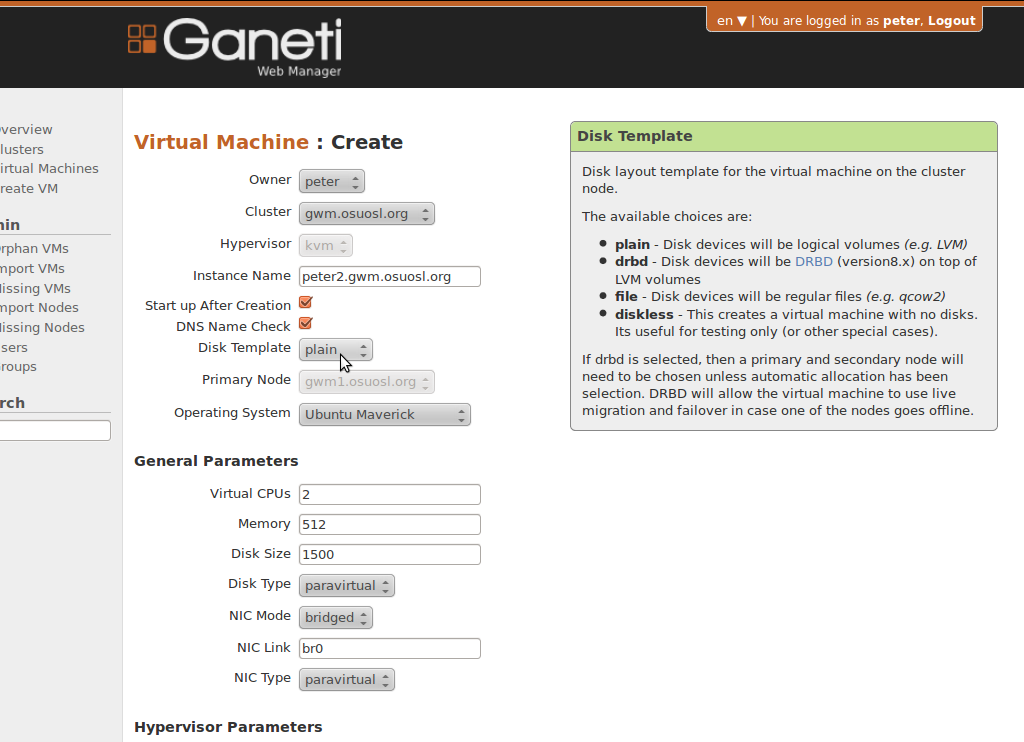 en ▼ | You are logged in as peter, Logout
Ganeti
Web Manager
verview
lusters
irtual Machines
reate VM
min
rphan VMs
mport VMs
lissing VMs
mport Nodes
lissing Nodes
sers
roups
rch
Virtual Machine : Create
Owner peter
Cluster gwm.osuosl.org
Hypervisor kvm
Instance Name peter2.gwm.osuosl.org
Start up After Creation
DNS Name Check
Disk Template plain
Primary Node gwm1.osuosl.org
Operating System Ubuntu Maverick
General Parameters
Virtual CPUs 2
Memory 512
Disk Size 1500
Disk Type paravirtual
NIC Mode bridged
NIC Link br0
NIC Type paravirtual
Hypervisor Parameters
Disk Template
Disk layout template for the virtual machine on the cluster
node.
The available choices are:
• plain - Disk devices will be logical volumes (e.g. LVM)
• drbd - Disk devices will be DRBD (version8.x) on top of
LVM volumes
• file - Disk devices will be regular files (e.g. qcow2)
• diskless - This creates a virtual machine with no disks.
Its useful for testing only (or other special cases).
If drbd is selected, then a primary and secondary node will
need to be chosen unless automatic allocation has been
selection. DRBD will allow the virtual machine to use live
migration and failover in case one of the nodes goes offline.